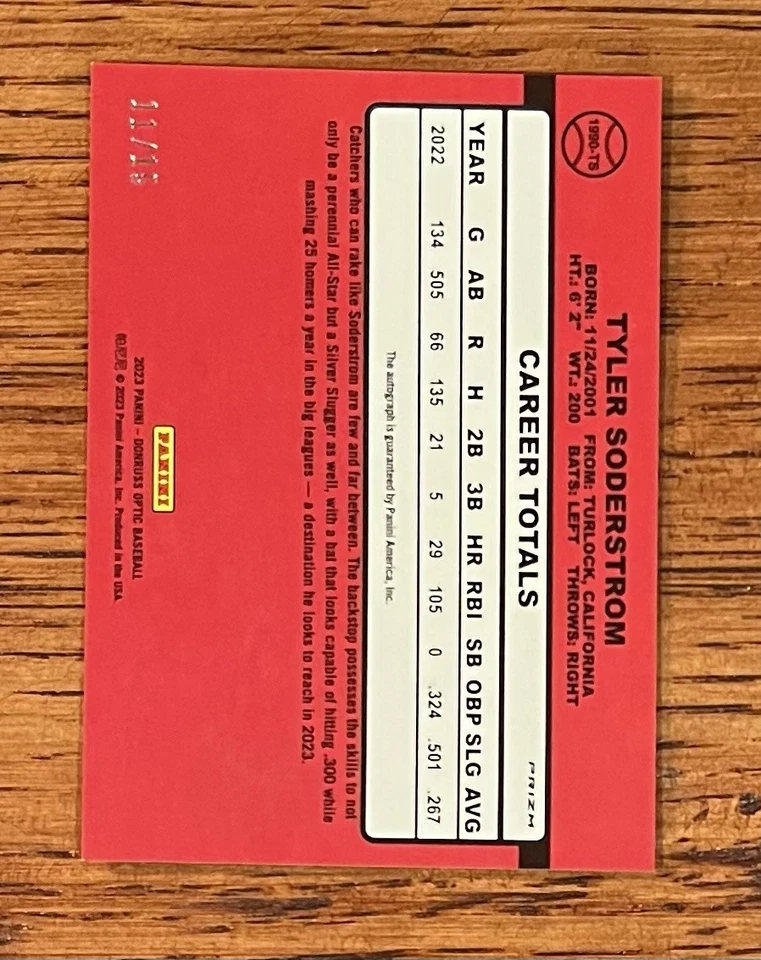 1990-TS
TYLER SODERSTROM
BORN: 11/24/2001 FROM: TURLOCK, CALIFORNIA
HT.: 6' 2" WT.: 200 BATS: LEFT THROWS: RIGHT
PRIZM
CAREER TOTALS
YEAR G AB R H 2B 3B HR RBI SB OBP SLG AVG
2022 134 505 66 135 21 5 29 105 0 .324 .501 .267
The autograph is guaranteed by Panini America, Inc.
Catchers who can rake like Soderstrom are few and far between. The backstop possesses the skills to not
only be a perennial All-Star but a Silver Slugger as well, with a bat that looks capable of hitting .300 while
mashing 25 homers a year in the big leagues — a destination he looks to reach in 2023.
PANINI
2023 PANINI – DONRUSS OPTIC BASEBALL
© 2023 Panini America, Inc. Produced in the USA.